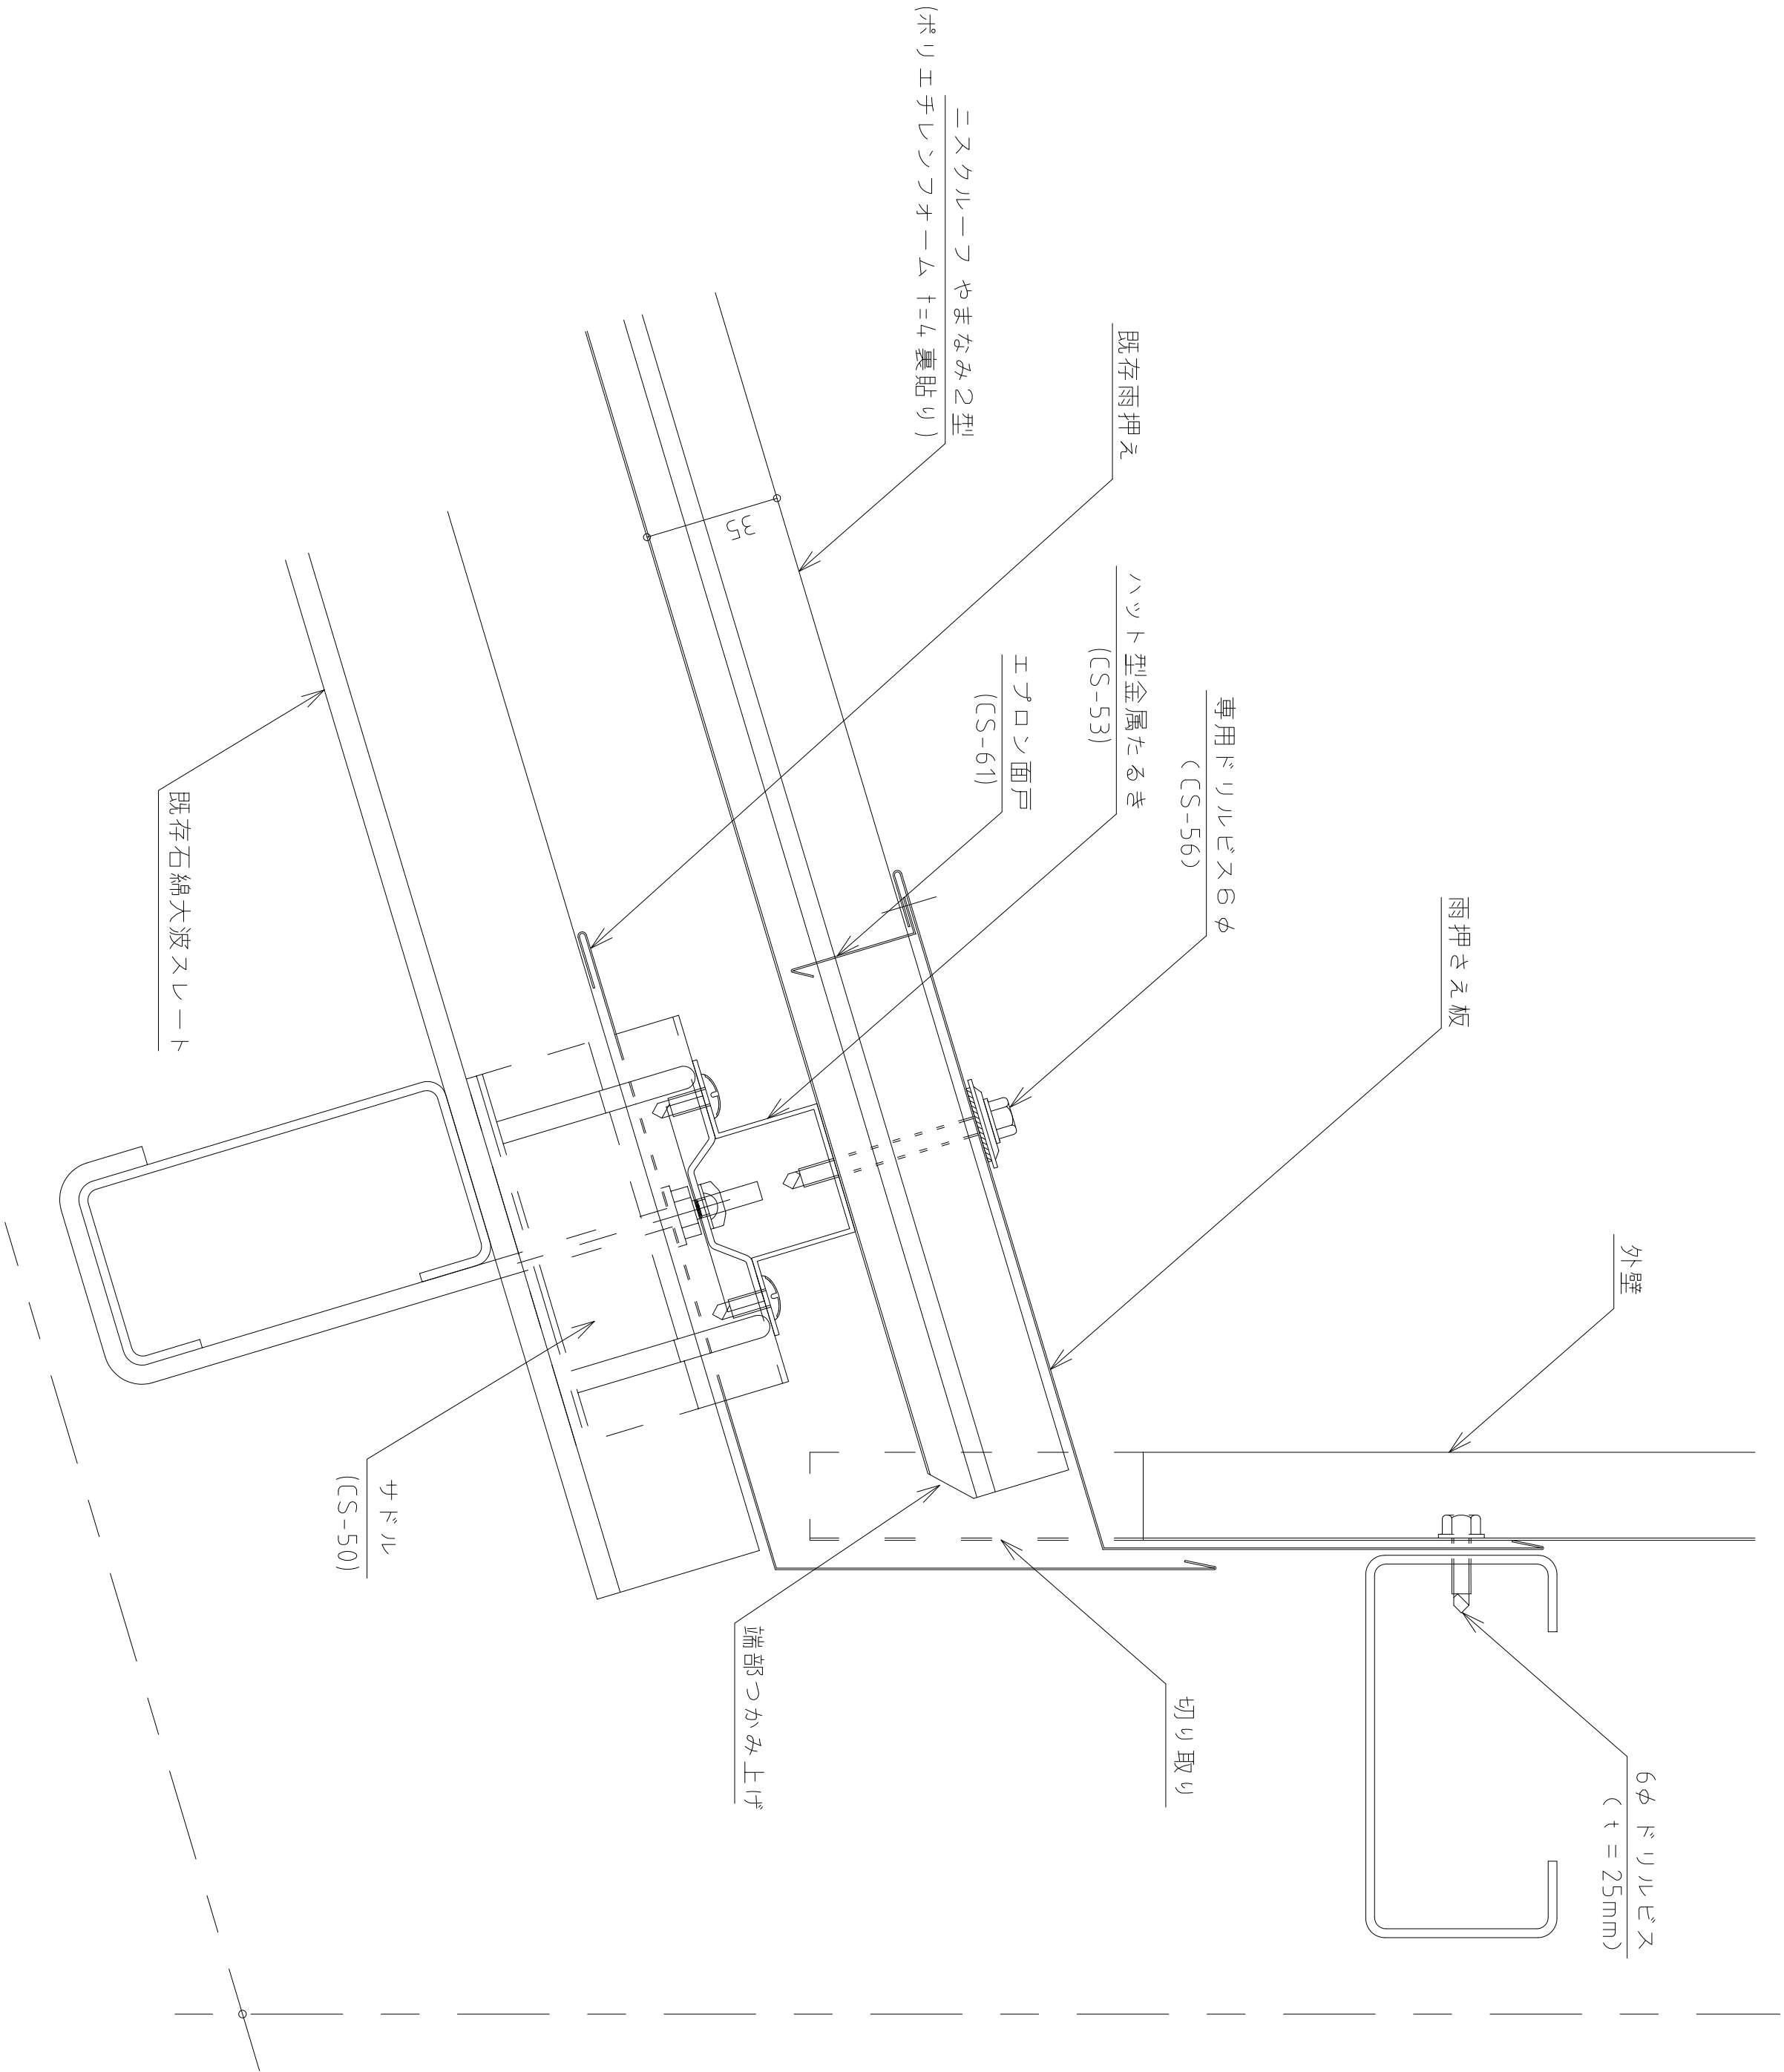 ニスクルーフ やまなみ2型
(ポリエチレンフォーム t=4 裏貼り)
既存雨押え
ハット型金属たるき
(CS-53)
エプロン面戸
(CS-61)
専用ドリルビス6φ
(CS-56)
雨押さえ板
外壁
既存石綿大波スレート
35
サドル
(CS-50)
端部つかみ上げ
切り取り
6φ ドリルビス
(t=25mm)